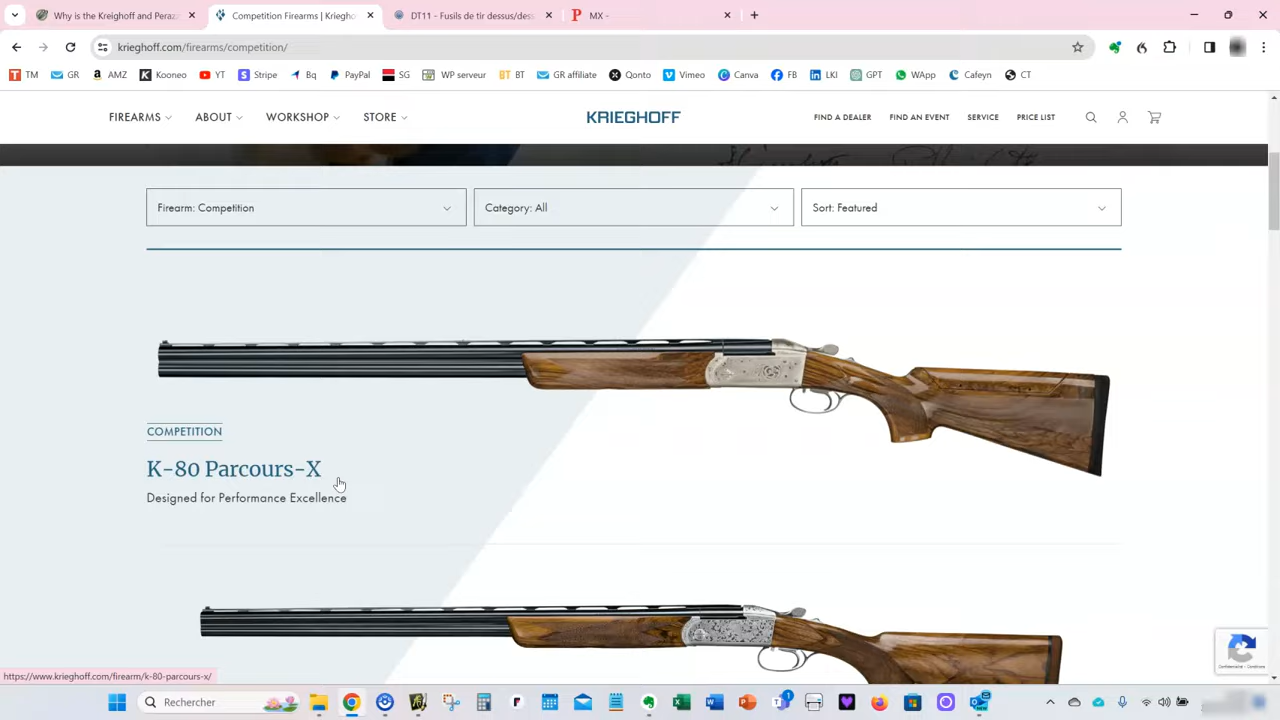 Why is the Kreighoff and Peraz
Competition Firearms | Kriegho
DT11 - Fusils de tir dessus/dess
MX -
krieghoff.com/firearms/competition/
TM
GR
AMZ
Kooneo
YT
Stripe
Bq
PayPal
SG
WP serveur
BT
GR affiliate
Qonto
Vimeo
Canva
FB
LKI
GPT
WApp
Cafeyn
CT
FIREARMS
ABOUT
WORKSHOP
STORE
KRIEGHOFF
FIND A DEALER
FIND AN EVENT
SERVICE
PRICE LIST
Firearm: Competition
Category: All
Sort: Featured
COMPETITION
K-80 Parcours-X
Designed for Performance Excellence
https://www.krieghoff.com/firearm/k-80-parcours-x/
Rechercher